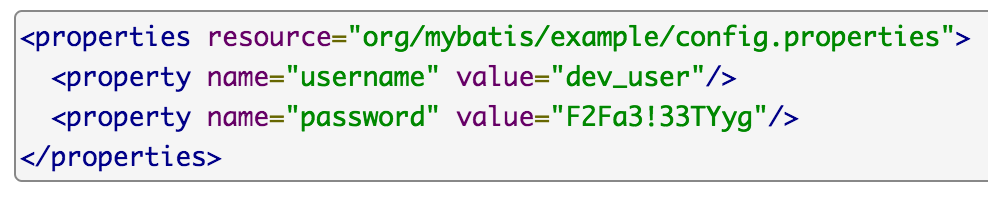 <properties resource="org/mybatis/example/config.properties">
  <property name="username" value="dev_user"/>
  <property name="password" value="F2Fa3!33TYyg"/>
</properties>